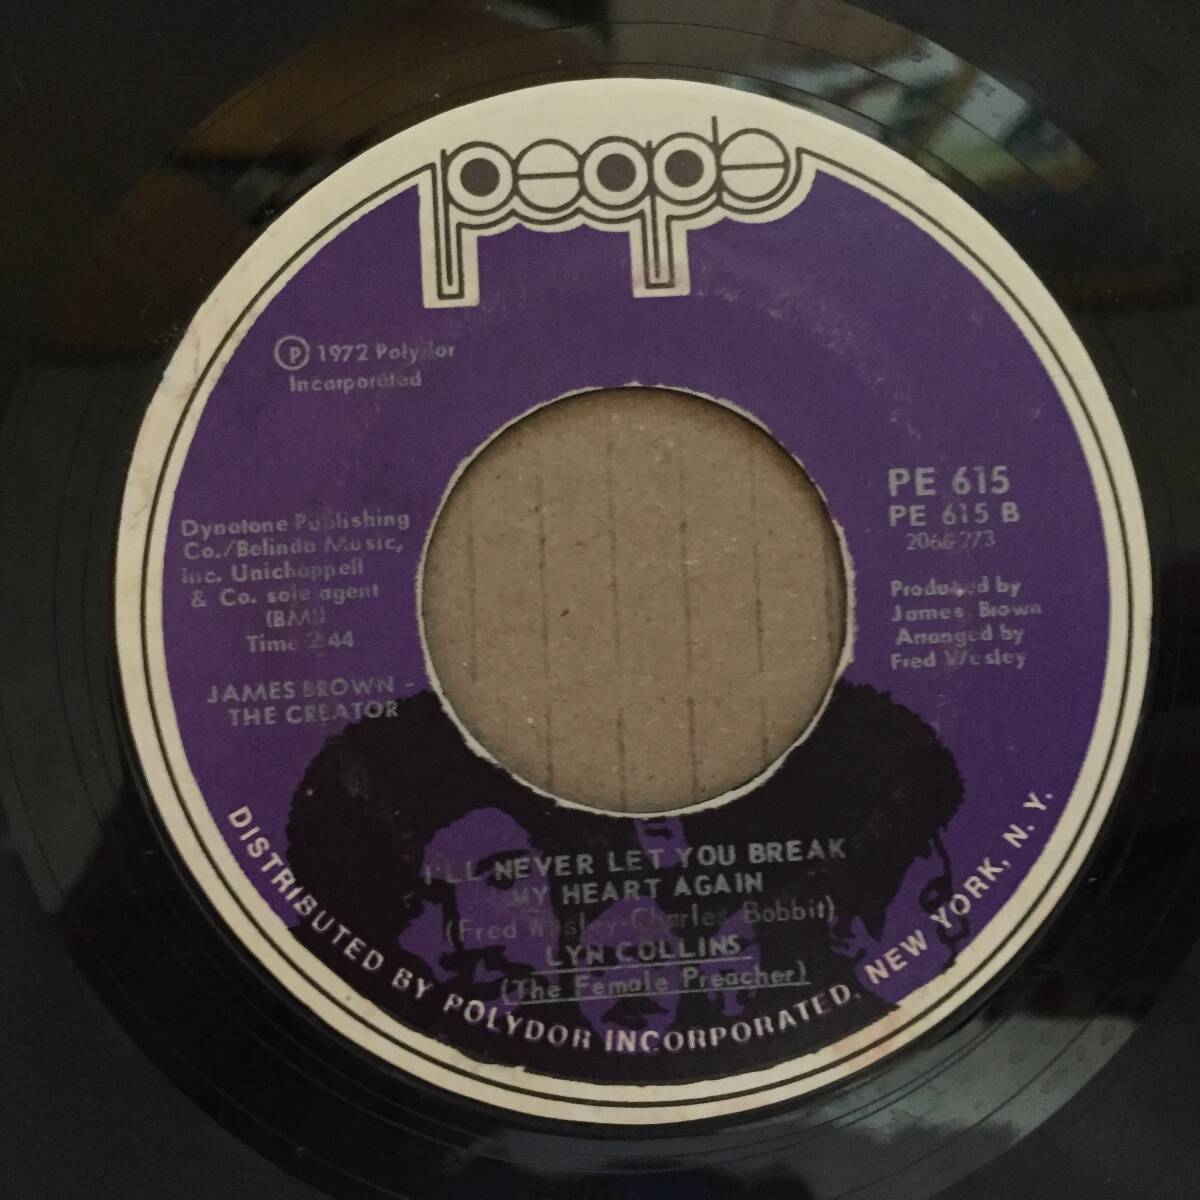 people
℗ 1972 Polydor
Incorporated
PE 615
PE 615 B
2066 273
Dynatone Publishing
Co./Belinda Music,
Inc. Unichappell
& Co. sole agent
(BMI)
Time 2:44
Produced by
James Brown
Arranged by
Fred Wesley
JAMES BROWN -
THE CREATOR
I'LL NEVER LET YOU BREAK
MY HEART AGAIN
(Fred Wesley-Charles Bobbit)
LYN COLLINS
(The Female Preacher)
DISTRIBUTED BY POLYDOR INCORPORATED, NEW YORK, N.Y.